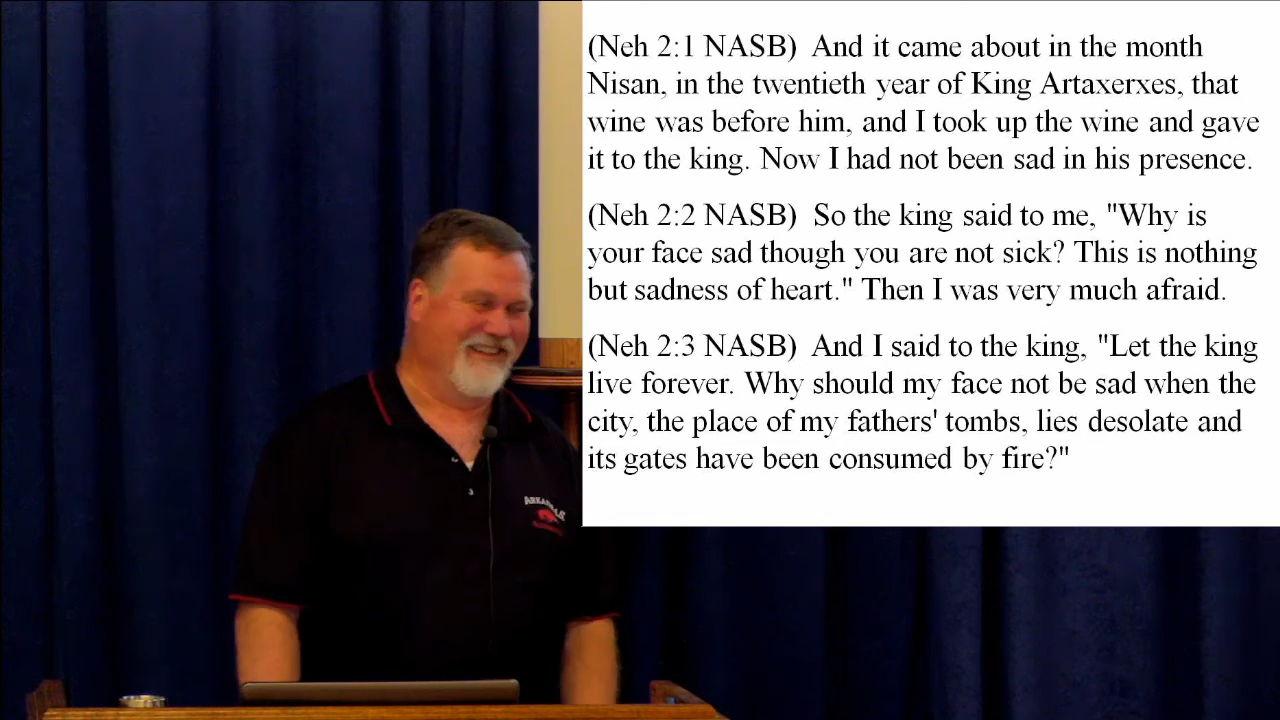 (Neh 2:1 NASB)  And it came about in the month
Nisan, in the twentieth year of King Artaxerxes, that
wine was before him, and I took up the wine and gave
it to the king. Now I had not been sad in his presence.
(Neh 2:2 NASB)  So the king said to me, "Why is
your face sad though you are not sick? This is nothing
but sadness of heart." Then I was very much afraid.
(Neh 2:3 NASB)  And I said to the king, "Let the king
live forever. Why should my face not be sad when the
city, the place of my fathers' tombs, lies desolate and
its gates have been consumed by fire?"
ARKANSAS